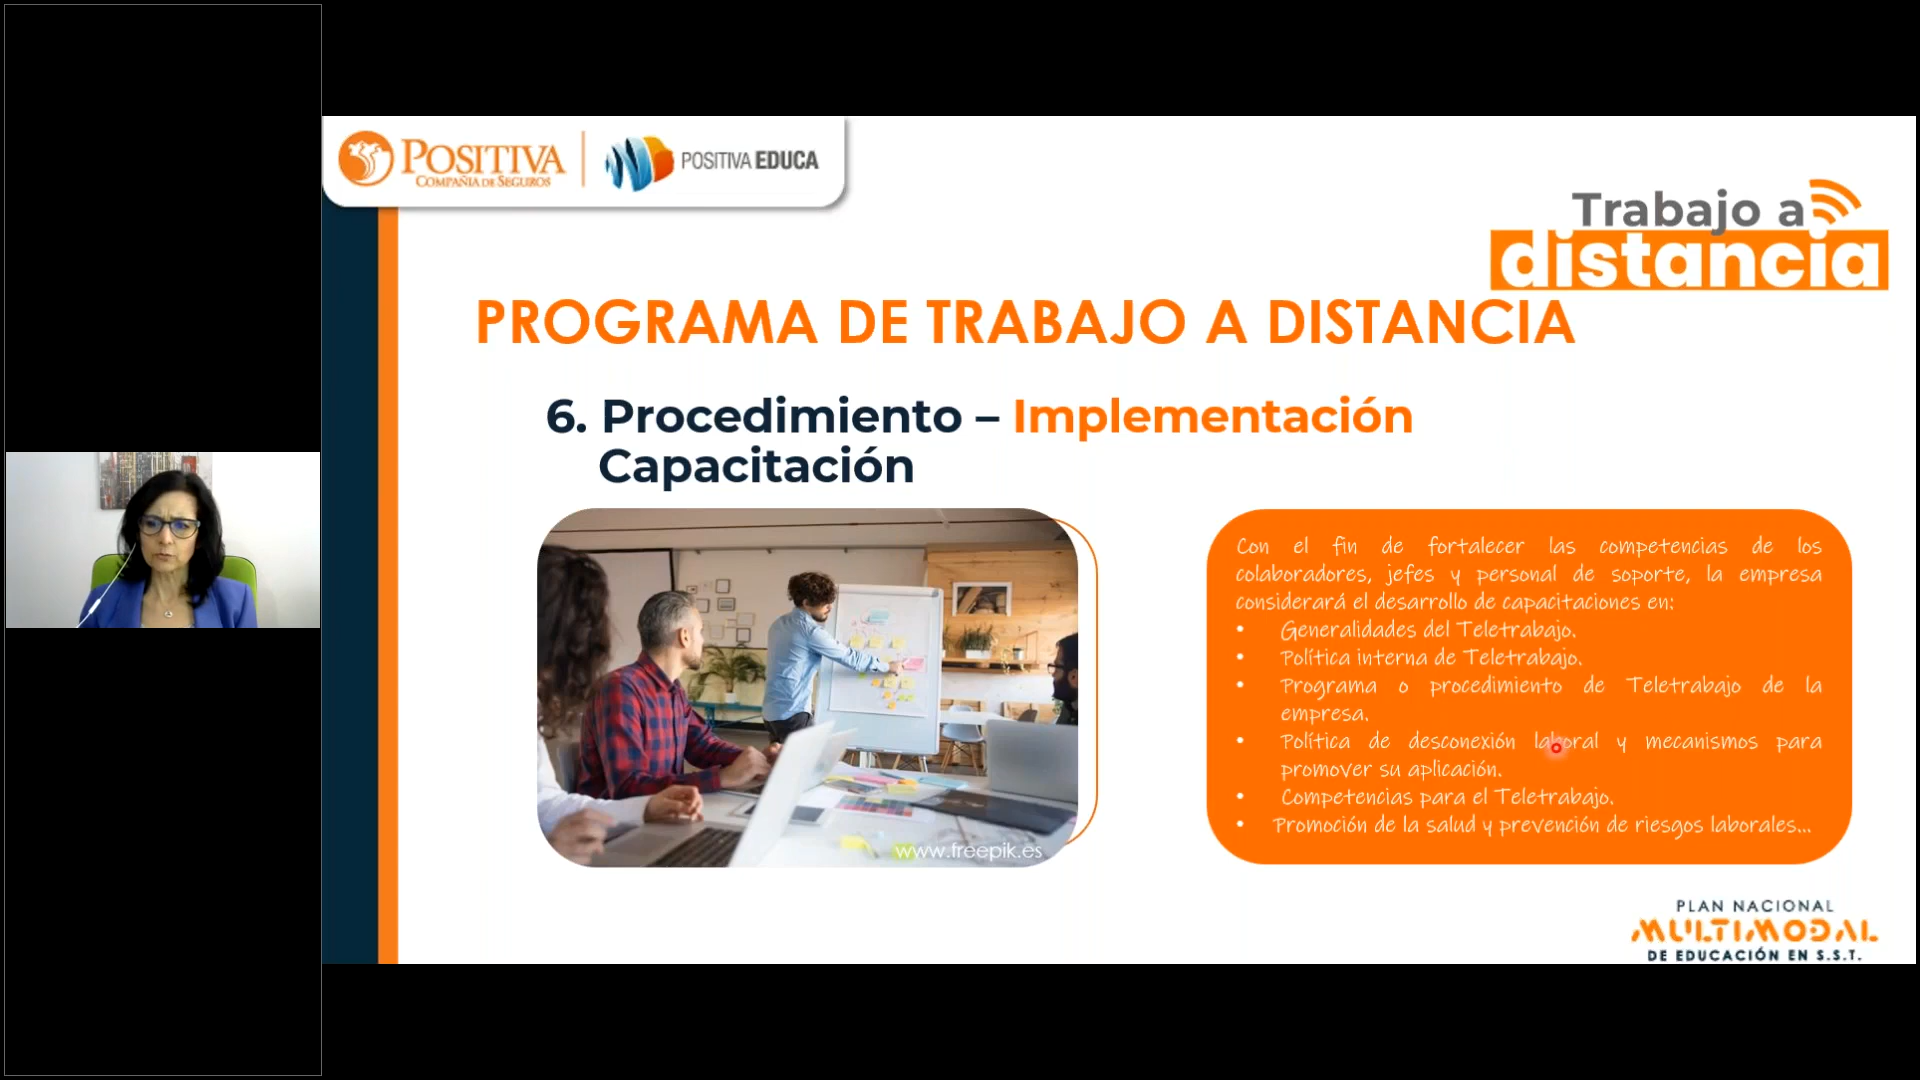 POSITIVA
COMPAÑIA DE SEGUROS
POSITIVA EDUCA
Trabajo a
distancia
PROGRAMA DE TRABAJO A DISTANCIA
6. Procedimiento – Implementación
Capacitación
Con el fin de fortalecer las competencias de los
colaboradores, jefes y personal de soporte, la empresa
considerará el desarrollo de capacitaciones en:
• Generalidades del Teletrabajo.
• Política interna de Teletrabajo.
• Programa o procedimiento de Teletrabajo de la
empresa.
• Política de desconexión laboral y mecanismos para
promover su aplicación.
• Competencias para el Teletrabajo.
• Promoción de la salud y prevención de riesgos laborales...
www.freepik.es
PLAN NACIONAL
MULTIMODAL
DE EDUCACIÓN EN S.S.T.